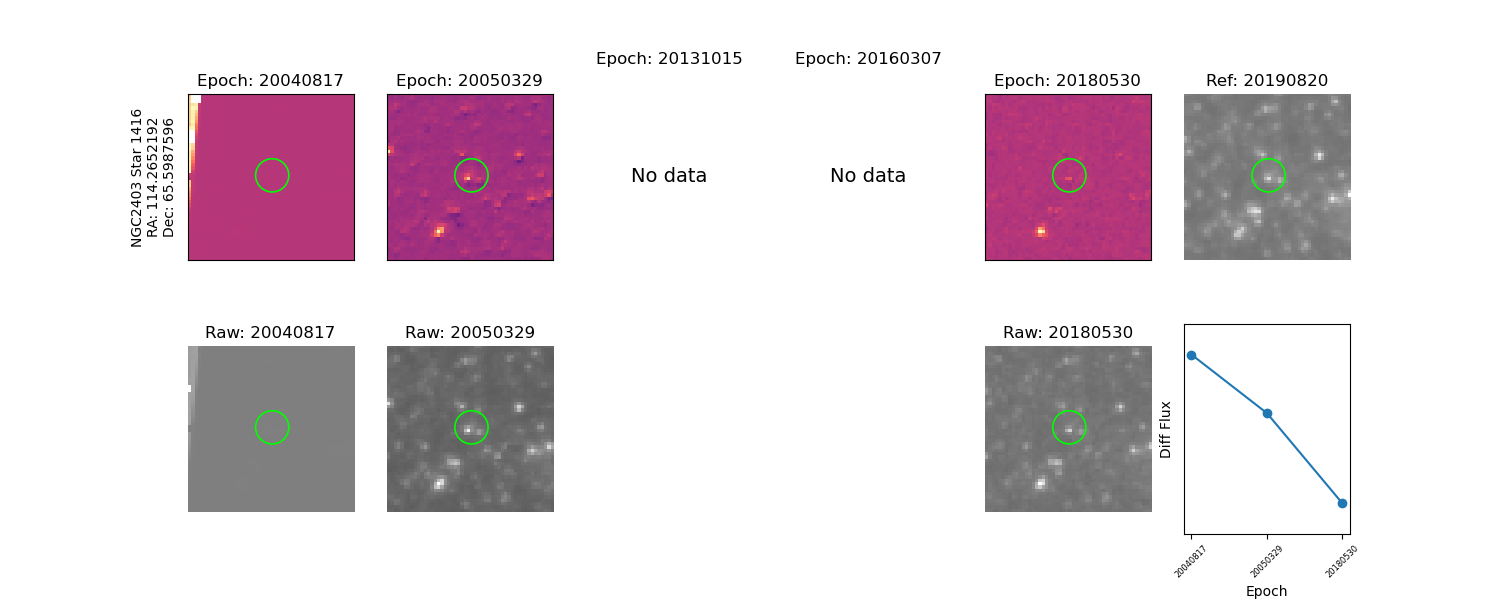 Epoch: 20040817
Epoch: 20050329
Epoch: 20131015
Epoch: 20160307
Epoch: 20180530
Ref: 20190820
NGC2403 Star 1416
RA: 114.2652192
Dec: 65.5987596
No data
No data
Raw: 20040817
Raw: 20050329
Raw: 20180530
Diff Flux
20040817
20050329
20180530
Epoch